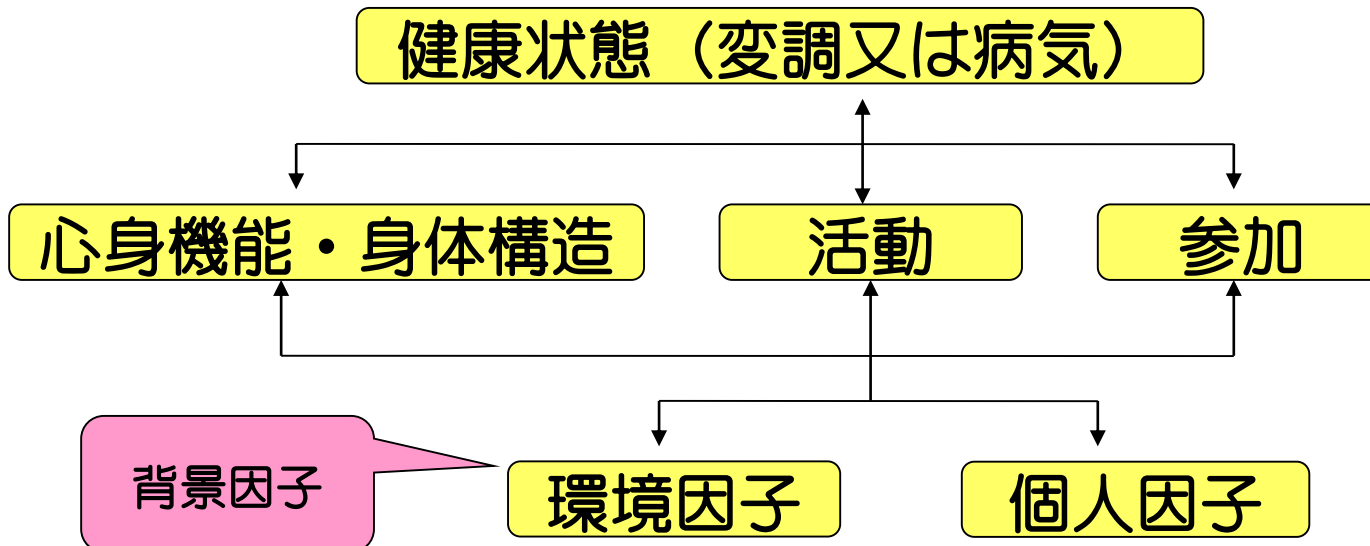 健康状態（変調又は病気）
心身機能・身体構造
活動
参加
背景因子
環境因子
個人因子